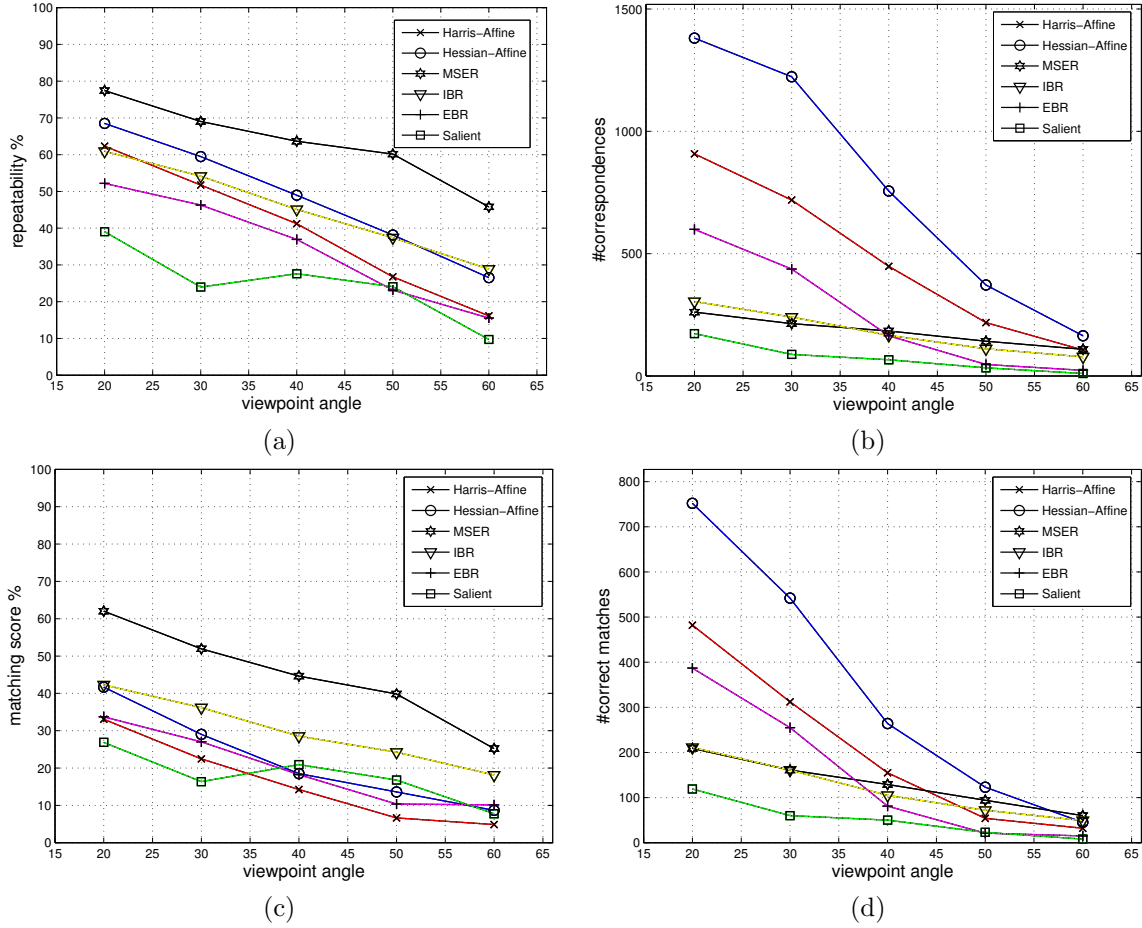 100
90
80
70
60
50
40
30
20
10
0
repeatability %
Harris−Affine
Hessian−Affine
MSER
IBR
EBR
Salient
15 20 25 30 35 40 45 50 55 60 65
viewpoint angle
(a)
1500
1000
500
0
#correspondences
Harris−Affine
Hessian−Affine
MSER
IBR
EBR
Salient
15 20 25 30 35 40 45 50 55 60 65
viewpoint angle
(b)
100
90
80
70
60
50
40
30
20
10
0
matching score %
Harris−Affine
Hessian−Affine
MSER
IBR
EBR
Salient
15 20 25 30 35 40 45 50 55 60 65
viewpoint angle
(c)
800
700
600
500
400
300
200
100
0
#correct matches
Harris−Affine
Hessian−Affine
MSER
IBR
EBR
Salient
15 20 25 30 35 40 45 50 55 60 65
viewpoint angle
(d)